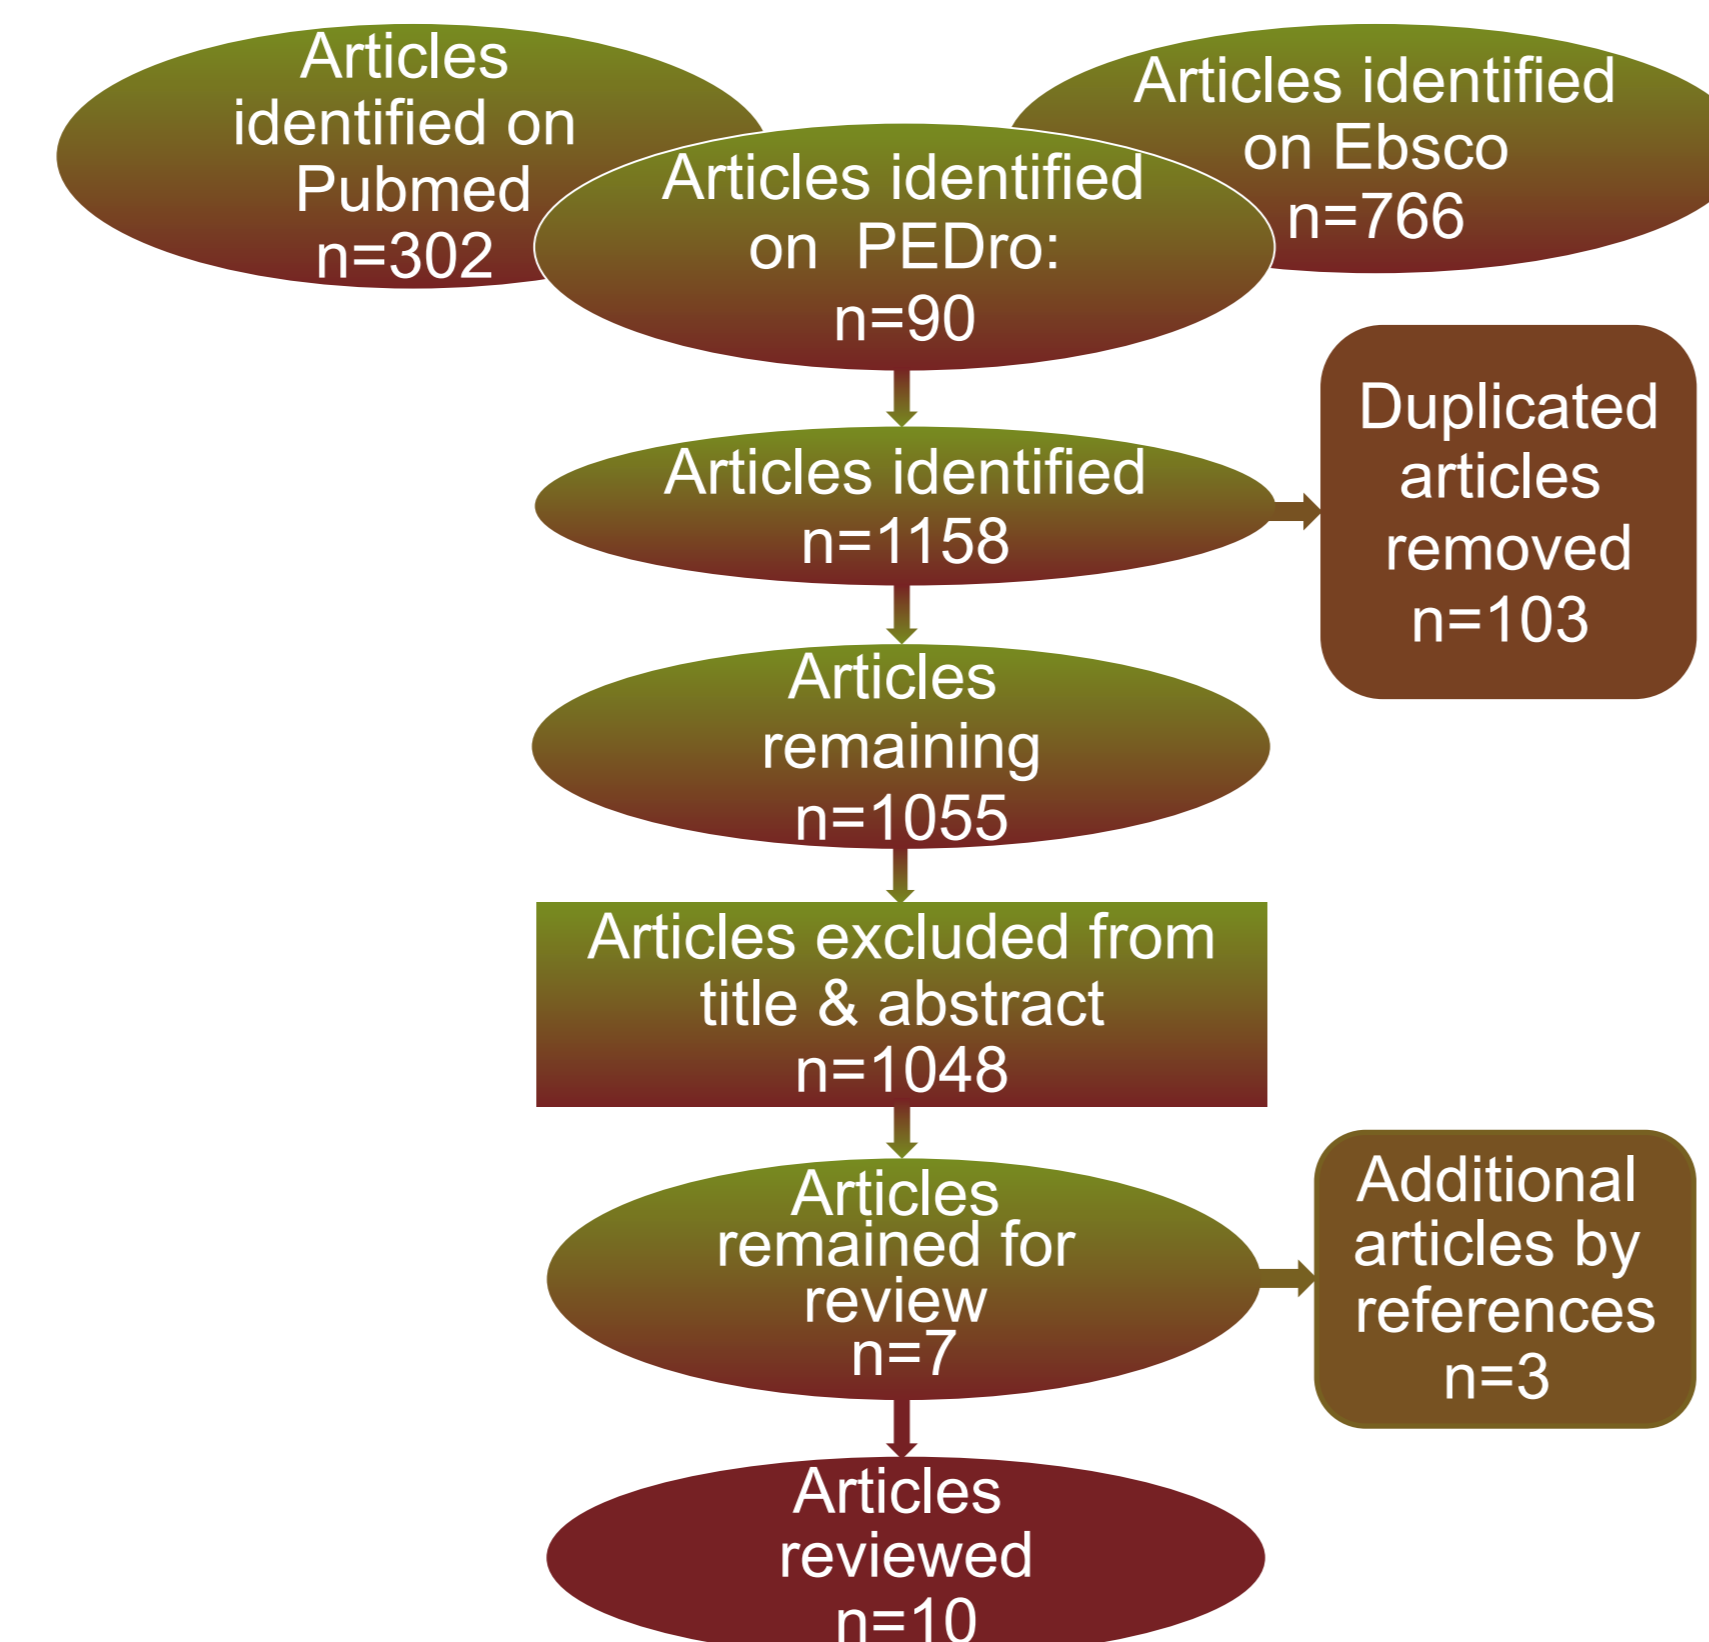 Articles
identified on
Pubmed
n=302
Articles identified
on PEDro:
n=90
Articles identified
on Ebsco
n=766
Articles identified
n=1158
Duplicated
articles
removed
n=103
Articles
remaining
n=1055
Articles excluded from
title & abstract
n=1048
Articles
remained for
review
n=7
Additional
articles by
references
n=3
Articles
reviewed
n=10